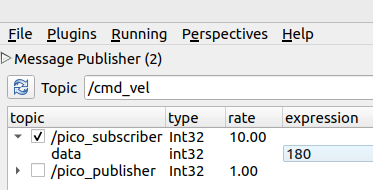 File Plugins Running Perspectives Help
Message Publisher (2)
Topic /cmd_vel
topic type rate expression
/pico_subscriber Int32 10.00
data int32 180
/pico_publisher Int32 1.00